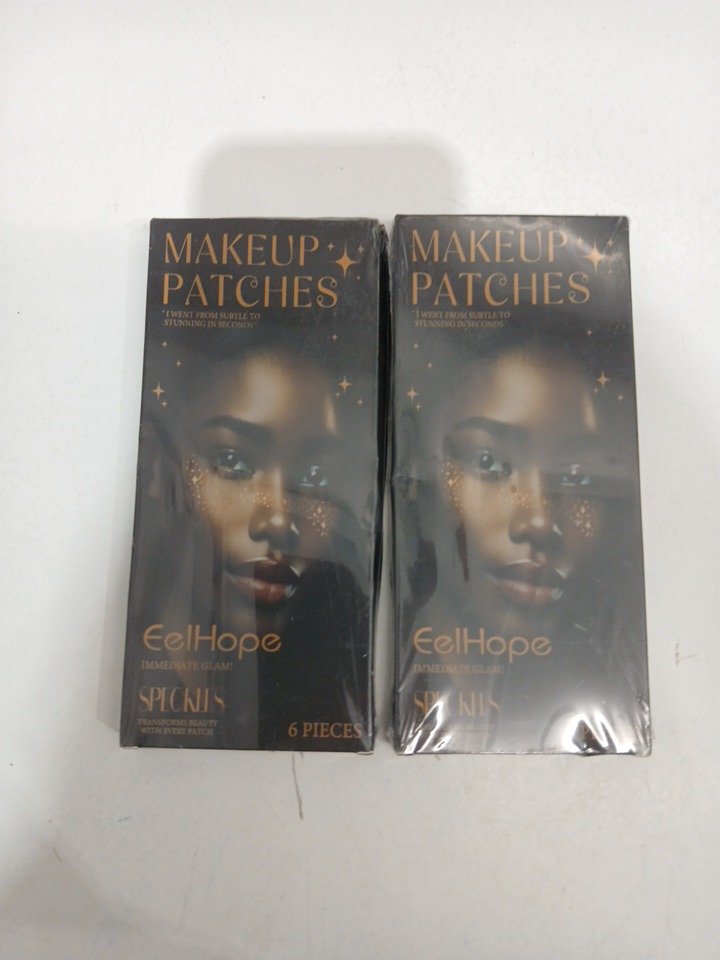 MAKEUP
PATCHES
"I WENT FROM SUBTLE TO
STUNNING IN SECONDS"
EelHope
IMMEDIATE GLAM!
TRANSFORMS BEAUTY
WITH EVERY PATCH
6 PIECES
MAKEUP
PATCHES
"I WENT FROM SUBTLE TO
STUNNING IN SECONDS"
EelHope
IMMEDIATE GLAM!